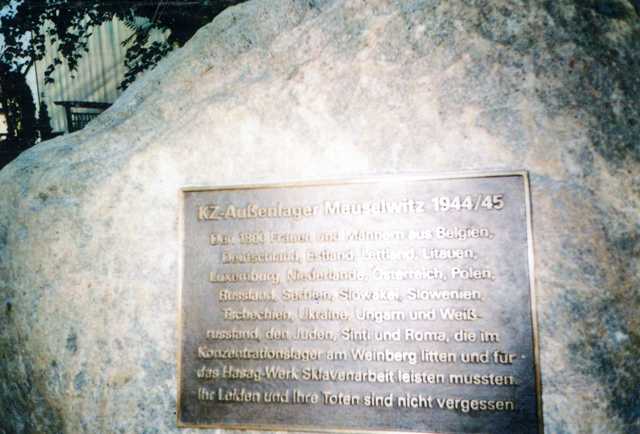 KZ-Außenlager Meuselwitz 1944/45
Den 1800 Frauen und Männern aus Belgien,
Deutschland, Estland, Lettland, Litauen,
Luxemburg, Niederlande, Österreich, Polen,
Russland, Serbien, Slowakei, Slowenien,
Tschechien, Ukraine, Ungarn und Weiß-
russland, den Juden, Sinti und Roma, die im
Konzentrationslager am Weinberg litten und für
das Hasag-Werk Sklavenarbeit leisten mussten.
Ihr Leiden und ihre Toten sind nicht vergessen